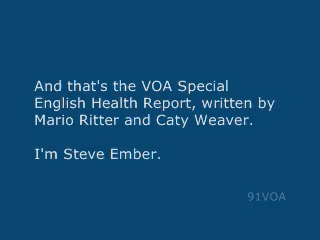 And that's the VOA Special
English Health Report, written by
Mario Ritter and Caty Weaver.
I'm Steve Ember.
91VOA